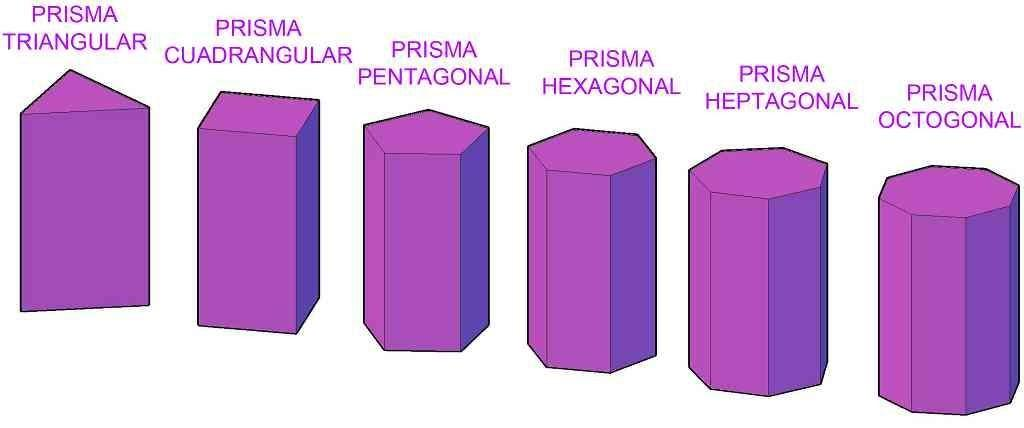 PRISMA
TRIANGULAR
PRISMA
CUADRANGULAR
PRISMA
PENTAGONAL
PRISMA
HEXAGONAL
PRISMA
HEPTAGONAL
PRISMA
OCTOGONAL